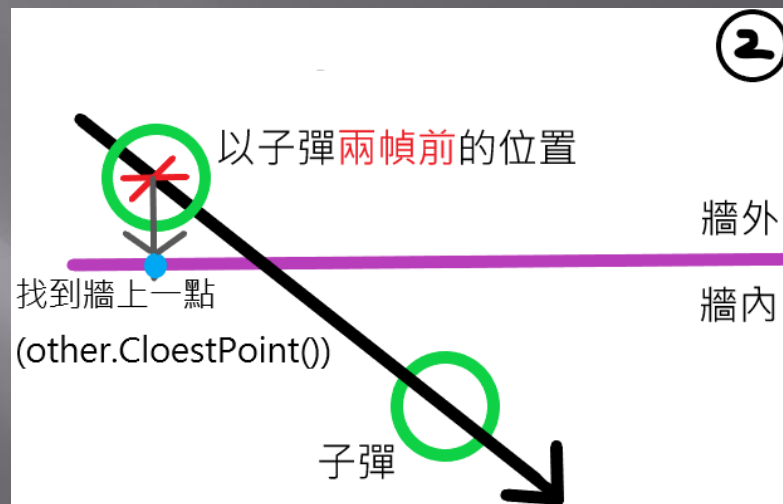 ②
以子彈兩幀前的位置
牆外
找到牆上一點
牆內
(other.CloestPoint())
子彈